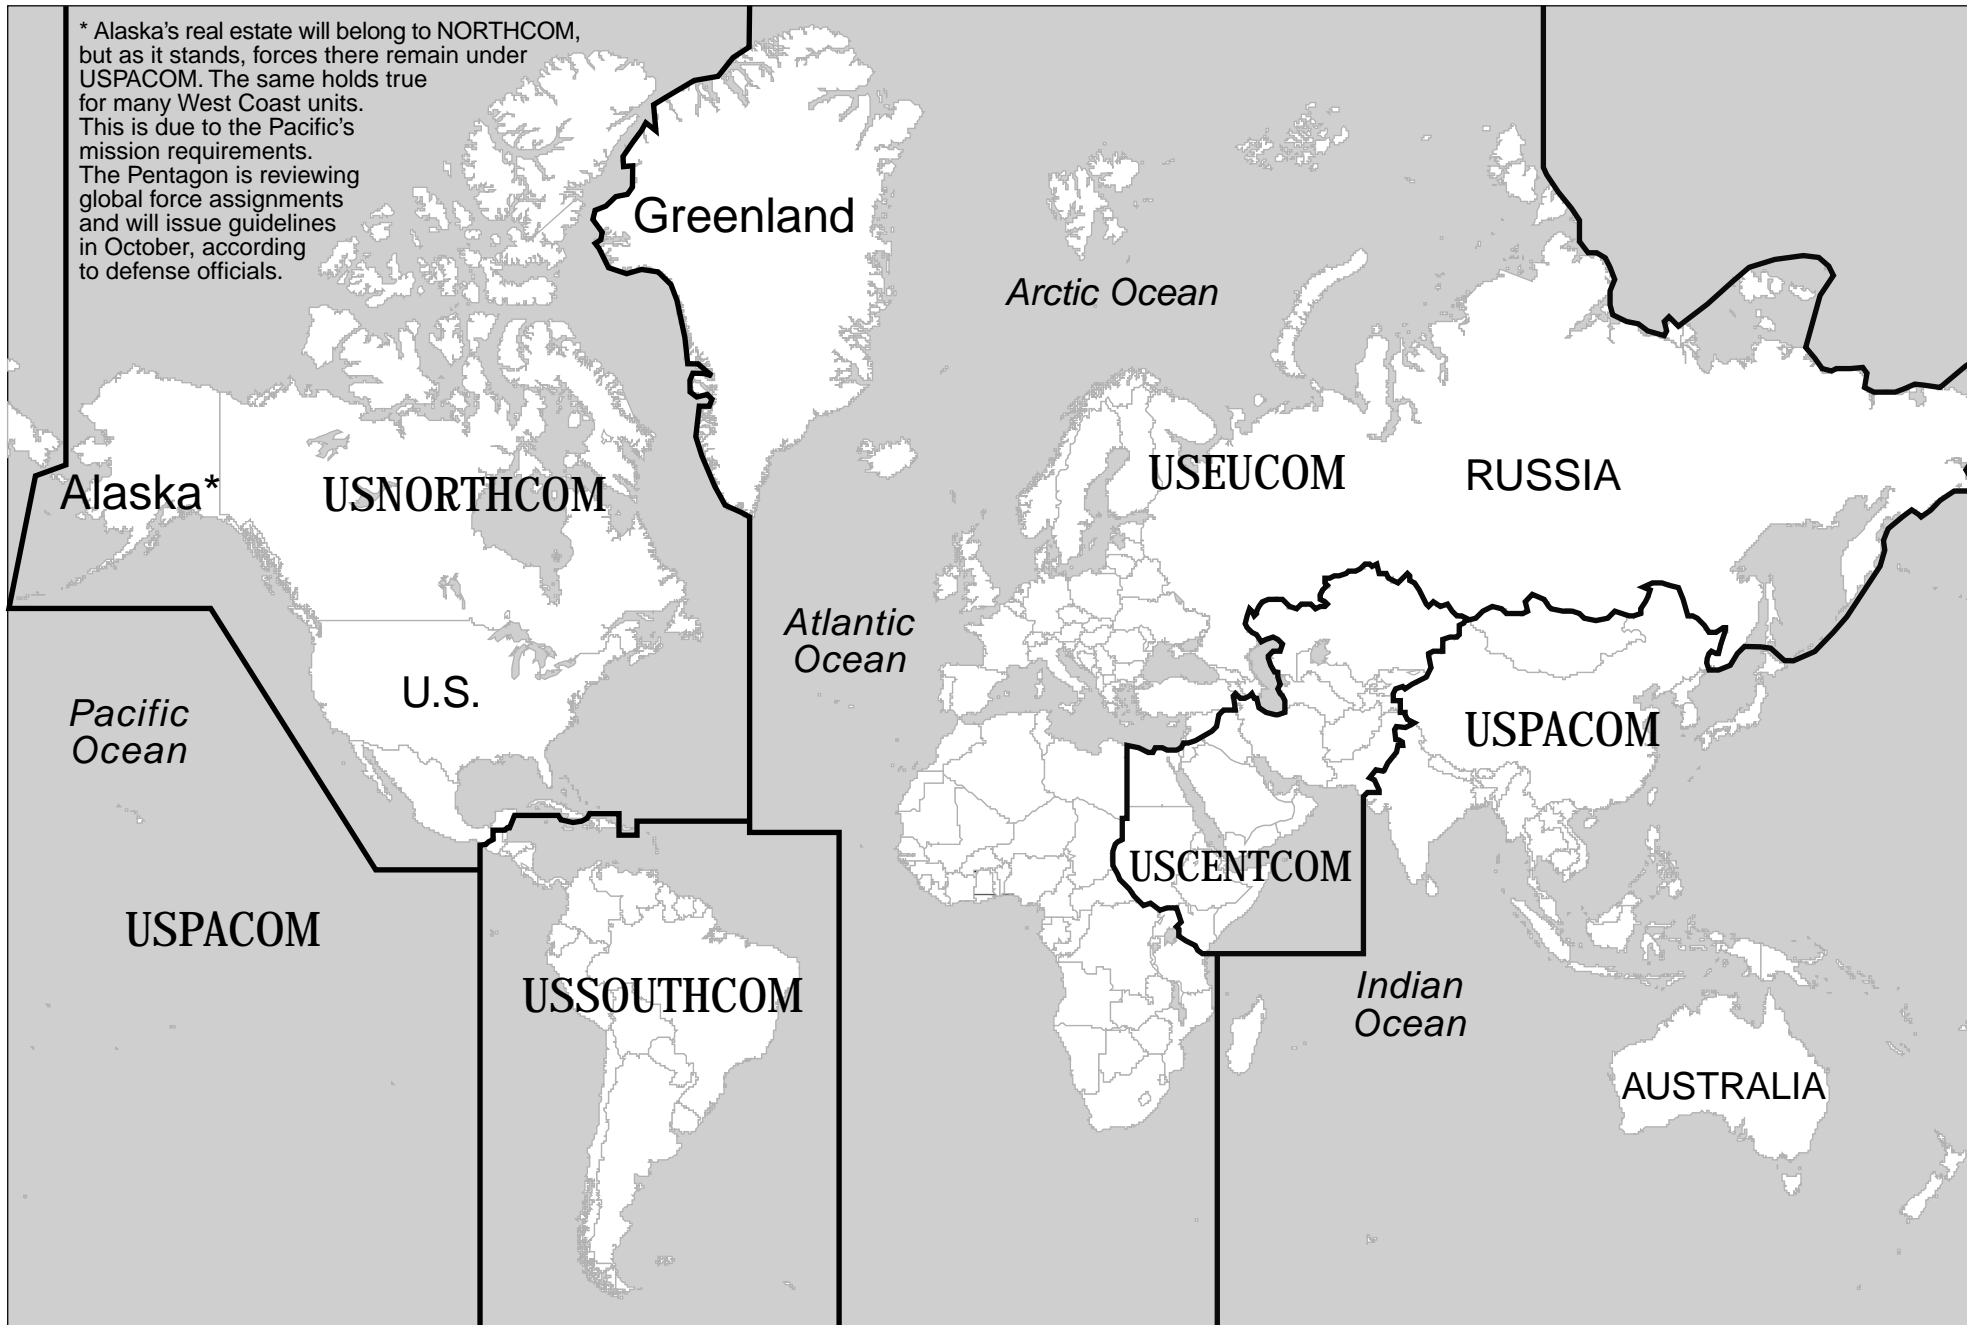 * Alaska's real estate will belong to NORTHCOM,
but as it stands, forces there remain under
USPACOM. The same holds true
for many West Coast units.
This is due to the Pacific's
mission requirements.
The Pentagon is reviewing
global force assignments
and will issue guidelines
in October, according
to defense officials.
Greenland
Arctic Ocean
Alaska*
USNORTHCOM
USEUCOM
RUSSIA
Atlantic
Ocean
U.S.
Pacific
Ocean
USPACOM
USCENTCOM
USPACOM
USSOUTHCOM
Indian
Ocean
AUSTRALIA